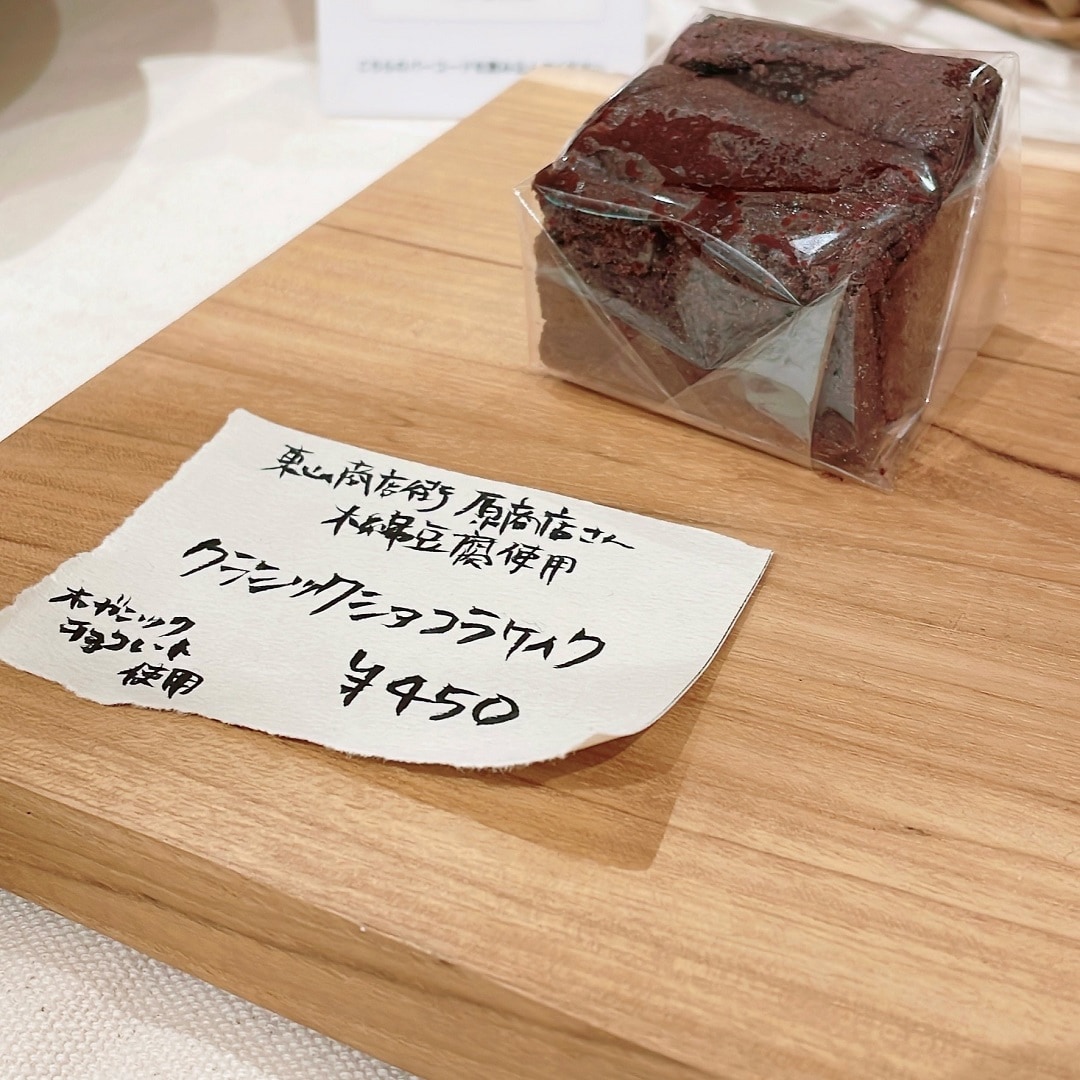 東山商店街 原商店さん
木綿豆腐使用
クラシックショコラケイク
オーガニック
チョコレート
使用
¥450